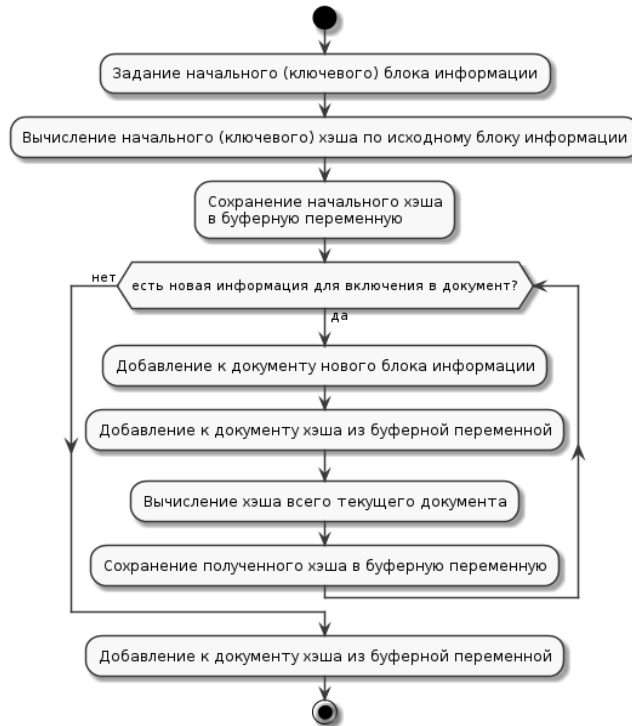 Задание начального (ключевого) блока информации
Вычисление начального (ключевого) хэша по исходному блоку информации
Сохранение начального хэша
в буферную переменную
нет
есть новая информация для включения в документ?
да
Добавление к документу нового блока информации
Добавление к документу хэша из буферной переменной
Вычисление хэша всего текущего документа
Сохранение полученного хэша в буферную переменную
Добавление к документу хэша из буферной переменной